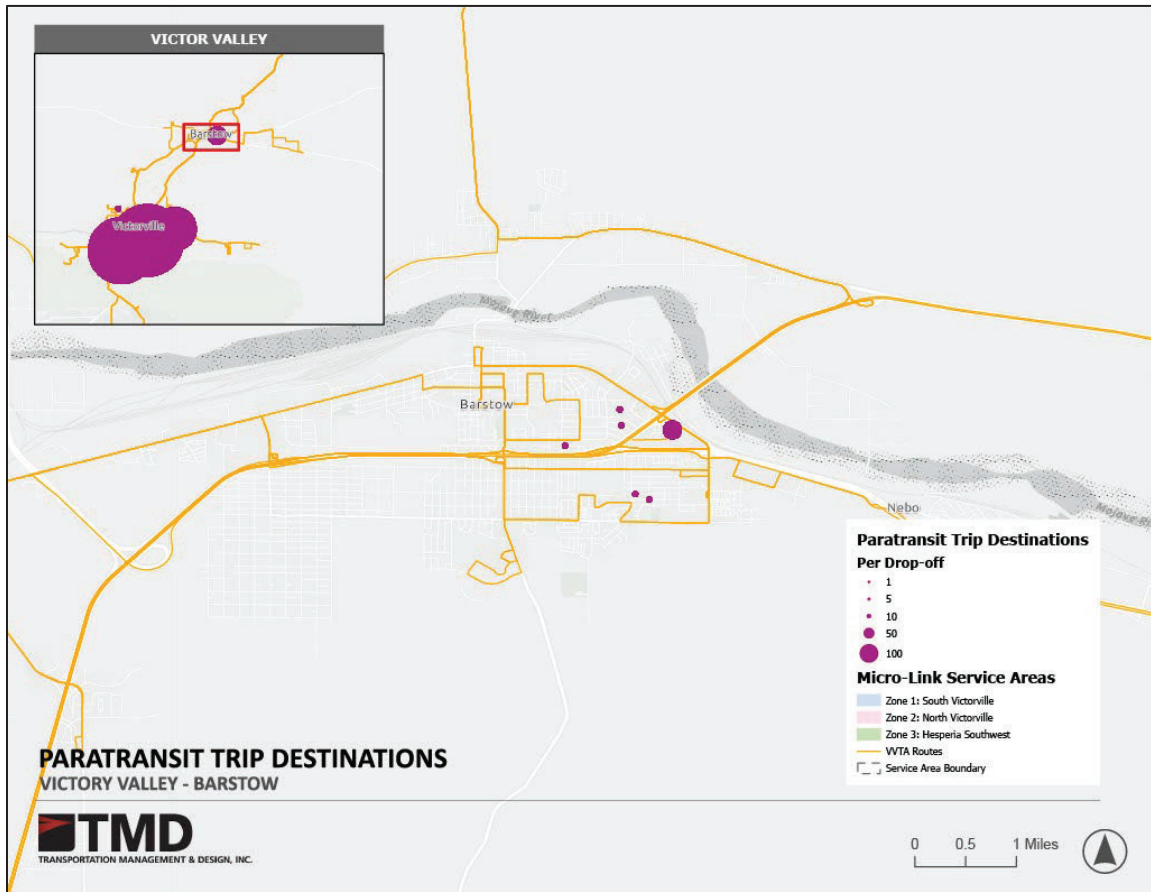 VICTOR VALLEY
Barstow
Victorville
Mojave River
Barstow
Nebo
Mojave Ri
Paratransit Trip Destinations
Per Drop-off
1
5
10
50
100
Micro-Link Service Areas
Zone 1: South Victorville
Zone 2: North Victorville
Zone 3: Hesperia Southwest
VVTA Routes
Service Area Boundary
PARATRANSIT TRIP DESTINATIONS
VICTORY VALLEY - BARSTOW
TMD
TRANSPORTATION MANAGEMENT & DESIGN, INC.
0 0.5 1 Miles